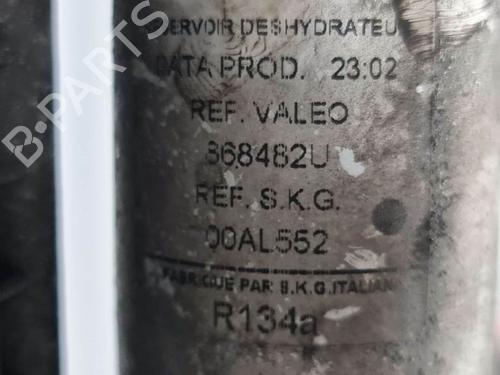 ERVOIR DESHYDRATEU
DATA PROD. 23:02
REF. VALEO
868482U
REF. S.K.G.
00AL552
FABRIQUE PAR S.K.G.ITALIAN
R134a
B-PARTS